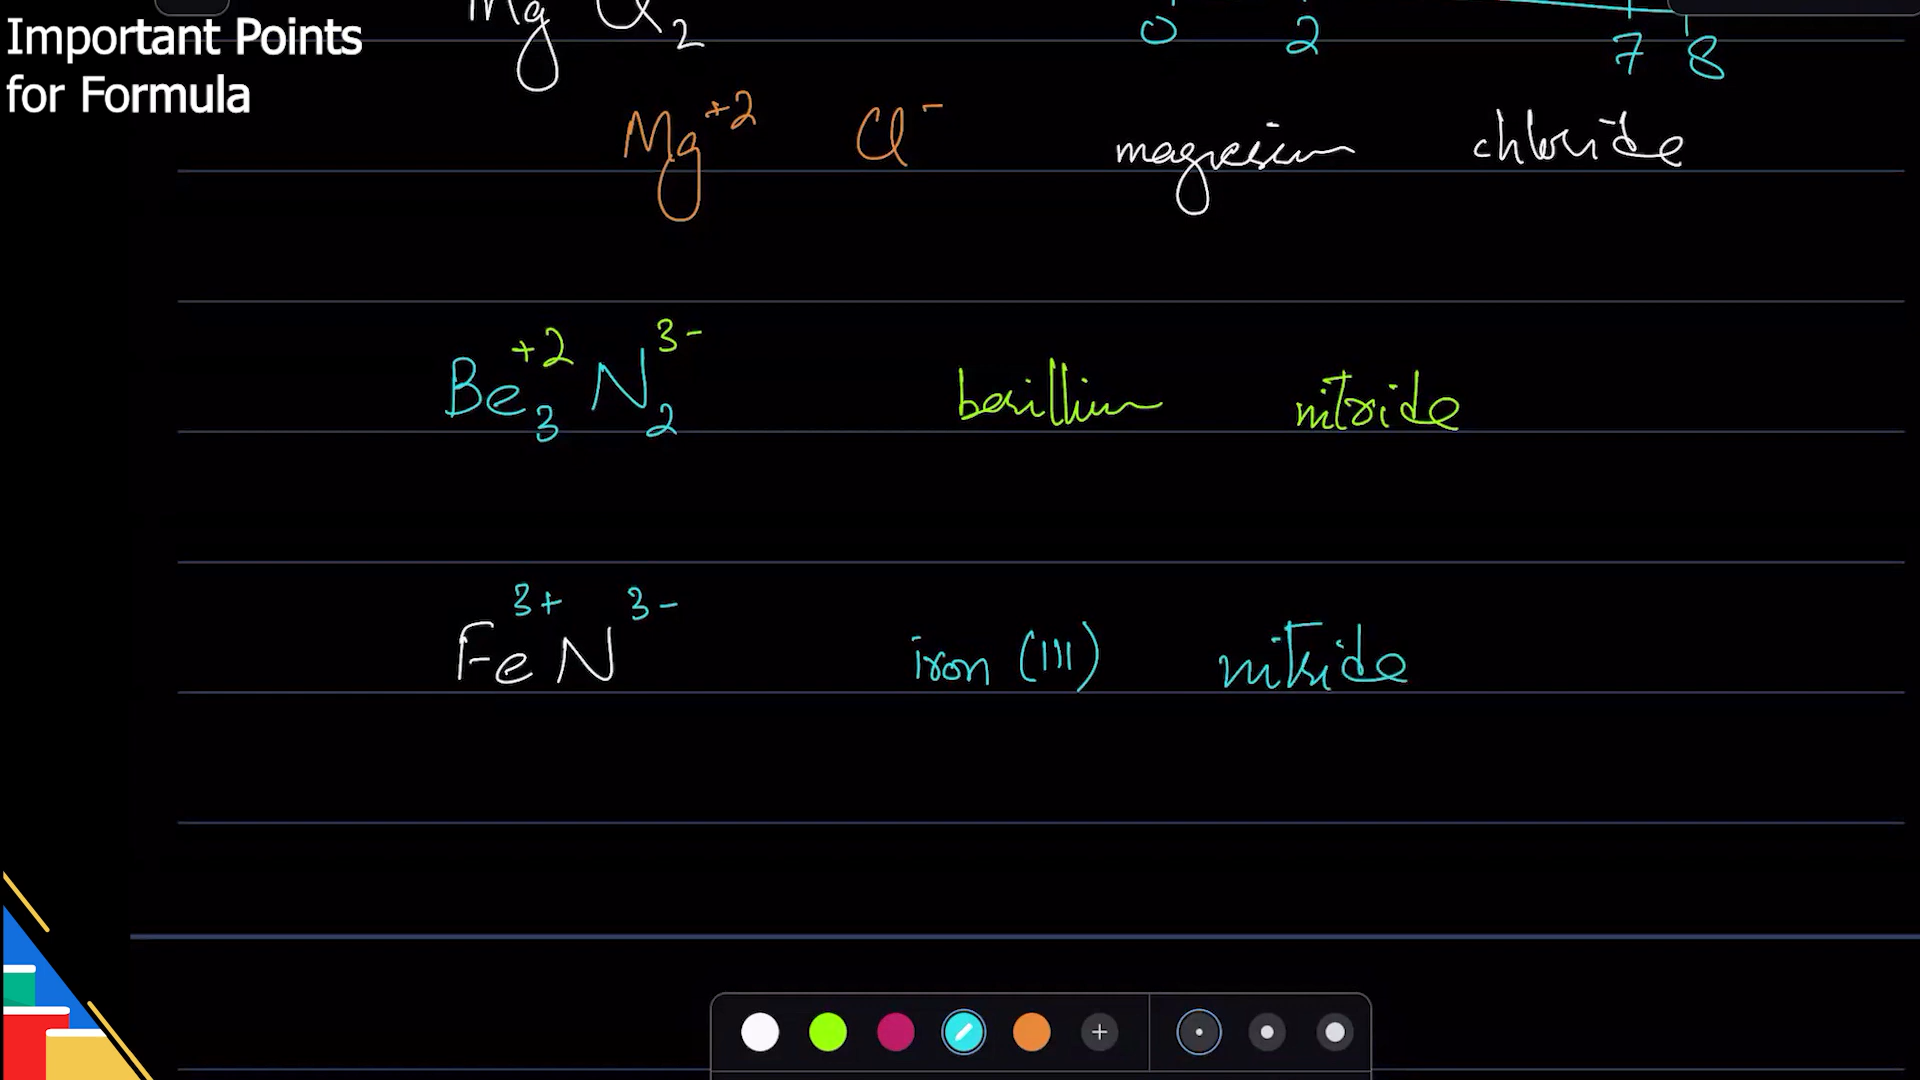 Important Points
for Formula
Mg Cl₂
0 2 7 8
Mg⁺² Cl⁻ magnesium chloride
Be₃⁺² N₂³⁻ berillium nitride
Fe³⁺ N³⁻ iron (III) nitride